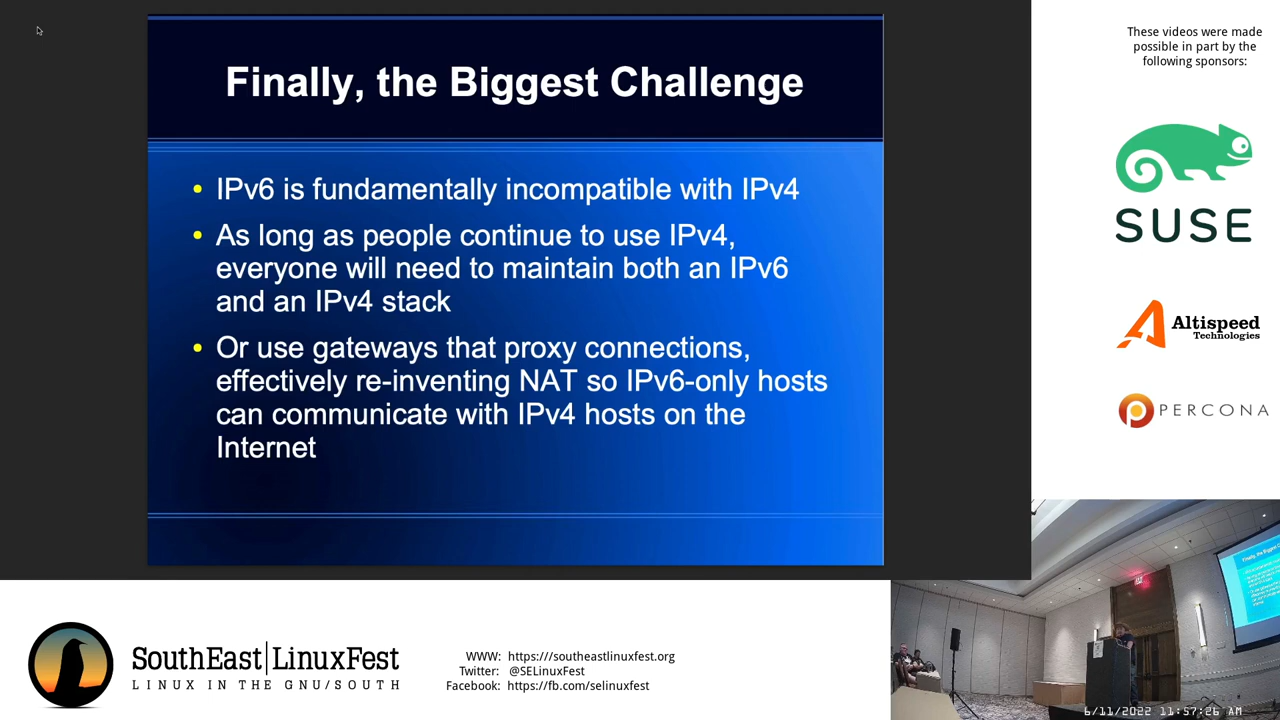 Finally, the Biggest Challenge
• IPv6 is fundamentally incompatible with IPv4
• As long as people continue to use IPv4,
everyone will need to maintain both an IPv6
and an IPv4 stack
• Or use gateways that proxy connections,
effectively re-inventing NAT so IPv6-only hosts
can communicate with IPv4 hosts on the
Internet
These videos were made
possible in part by the
following sponsors:
SUSE
Altispeed
Technologies
PERCONA
SouthEast|LinuxFest
LINUX IN THE GNU/SOUTH
WWW: https:///southeastlinuxfest.org
Twitter: @SELinuxFest
Facebook: https://fb.com/selinuxfest
Finally, the Biggest C
6/11/2022 11:57:26 AM